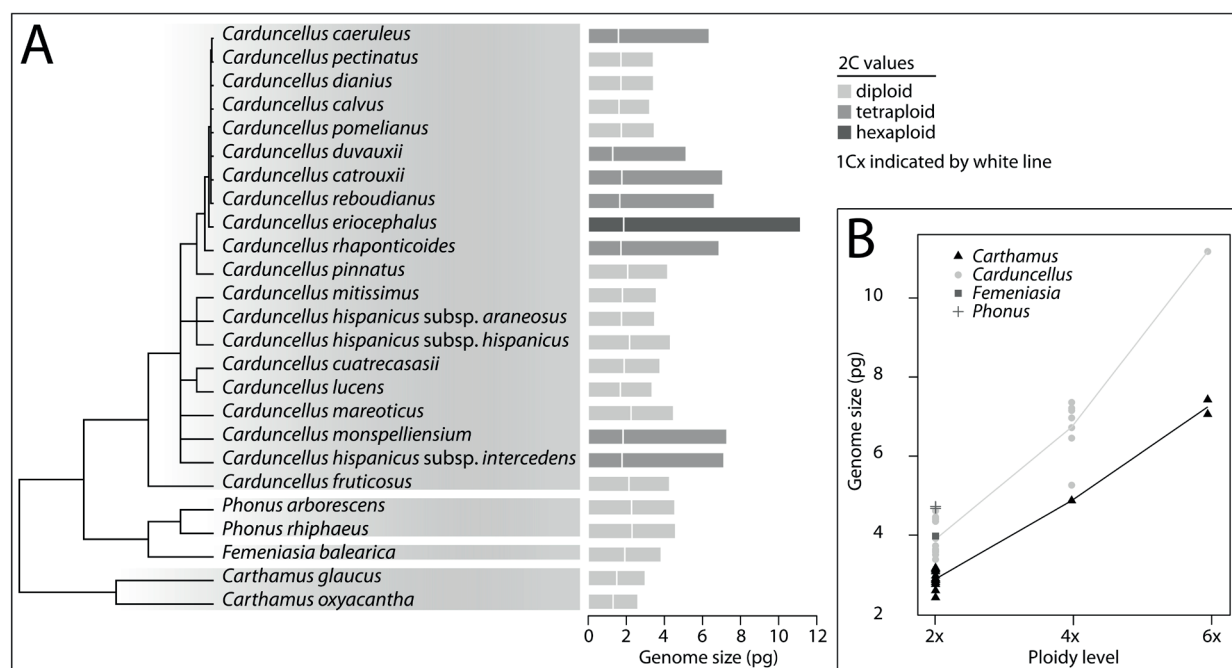 A
Carduncellus caeruleus
Carduncellus pectinatus
Carduncellus dianius
Carduncellus calvus
Carduncellus pomelianus
Carduncellus duvauxii
Carduncellus catrouxii
Carduncellus reboudianus
Carduncellus eriocephalus
Carduncellus rhaponticoides
Carduncellus pinnatus
Carduncellus mitissimus
Carduncellus hispanicus subsp. araneosus
Carduncellus hispanicus subsp. hispanicus
Carduncellus cuatrecasasii
Carduncellus lucens
Carduncellus mareoticus
Carduncellus monspelliensium
Carduncellus hispanicus subsp. intercedens
Carduncellus fruticosus
Phonus arborescens
Phonus rhiphaeus
Femeniasia balearica
Carthamus glaucus
Carthamus oxyacantha
0 2 4 6 8 10 12
Genome size (pg)
2C values
diploid
tetraploid
hexaploid
1Cx indicated by white line
B
Carthamus
Carduncellus
Femeniasia
Phonus
10
8
6
4
2
Genome size (pg)
2x 4x 6x
Ploidy level